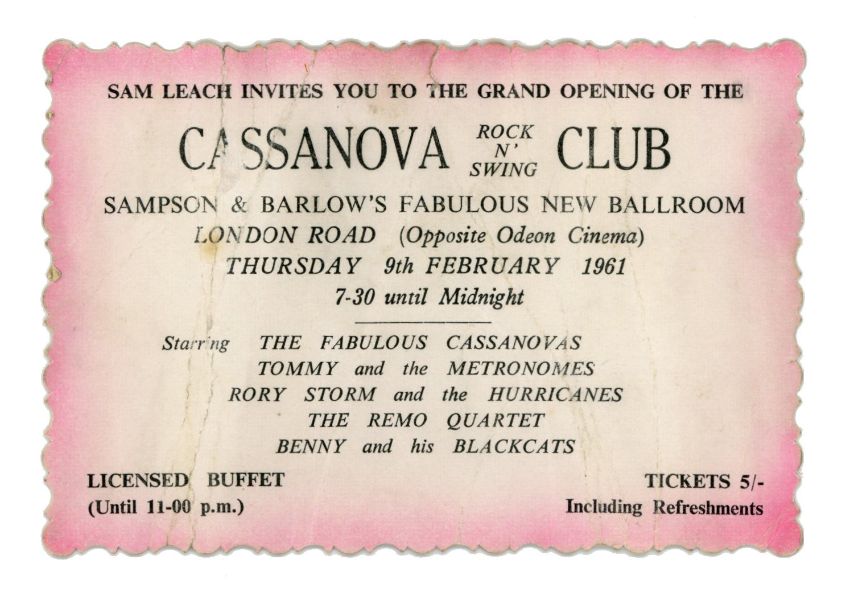 SAM LEACH INVITES YOU TO THE GRAND OPENING OF THE
CASSANOVA ROCK N' SWING CLUB
SAMPSON & BARLOW'S FABULOUS NEW BALLROOM
LONDON ROAD (Opposite Odeon Cinema)
THURSDAY 9th FEBRUARY 1961
7-30 until Midnight
Starring THE FABULOUS CASSANOVAS
TOMMY and the METRONOMES
RORY STORM and the HURRICANES
THE REMO QUARTET
BENNY and his BLACKCATS
LICENSED BUFFET
(Until 11-00 p.m.)
TICKETS 5/-
Including Refreshments